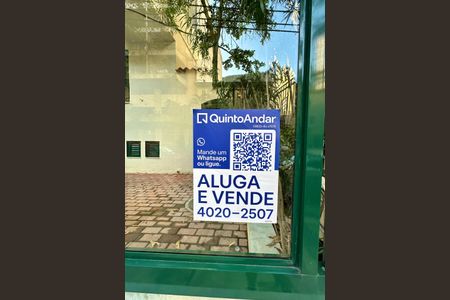 QuintoAndar
Mande um
Whatsapp
ou ligue.
ALUGA
E VENDE
4020-2507